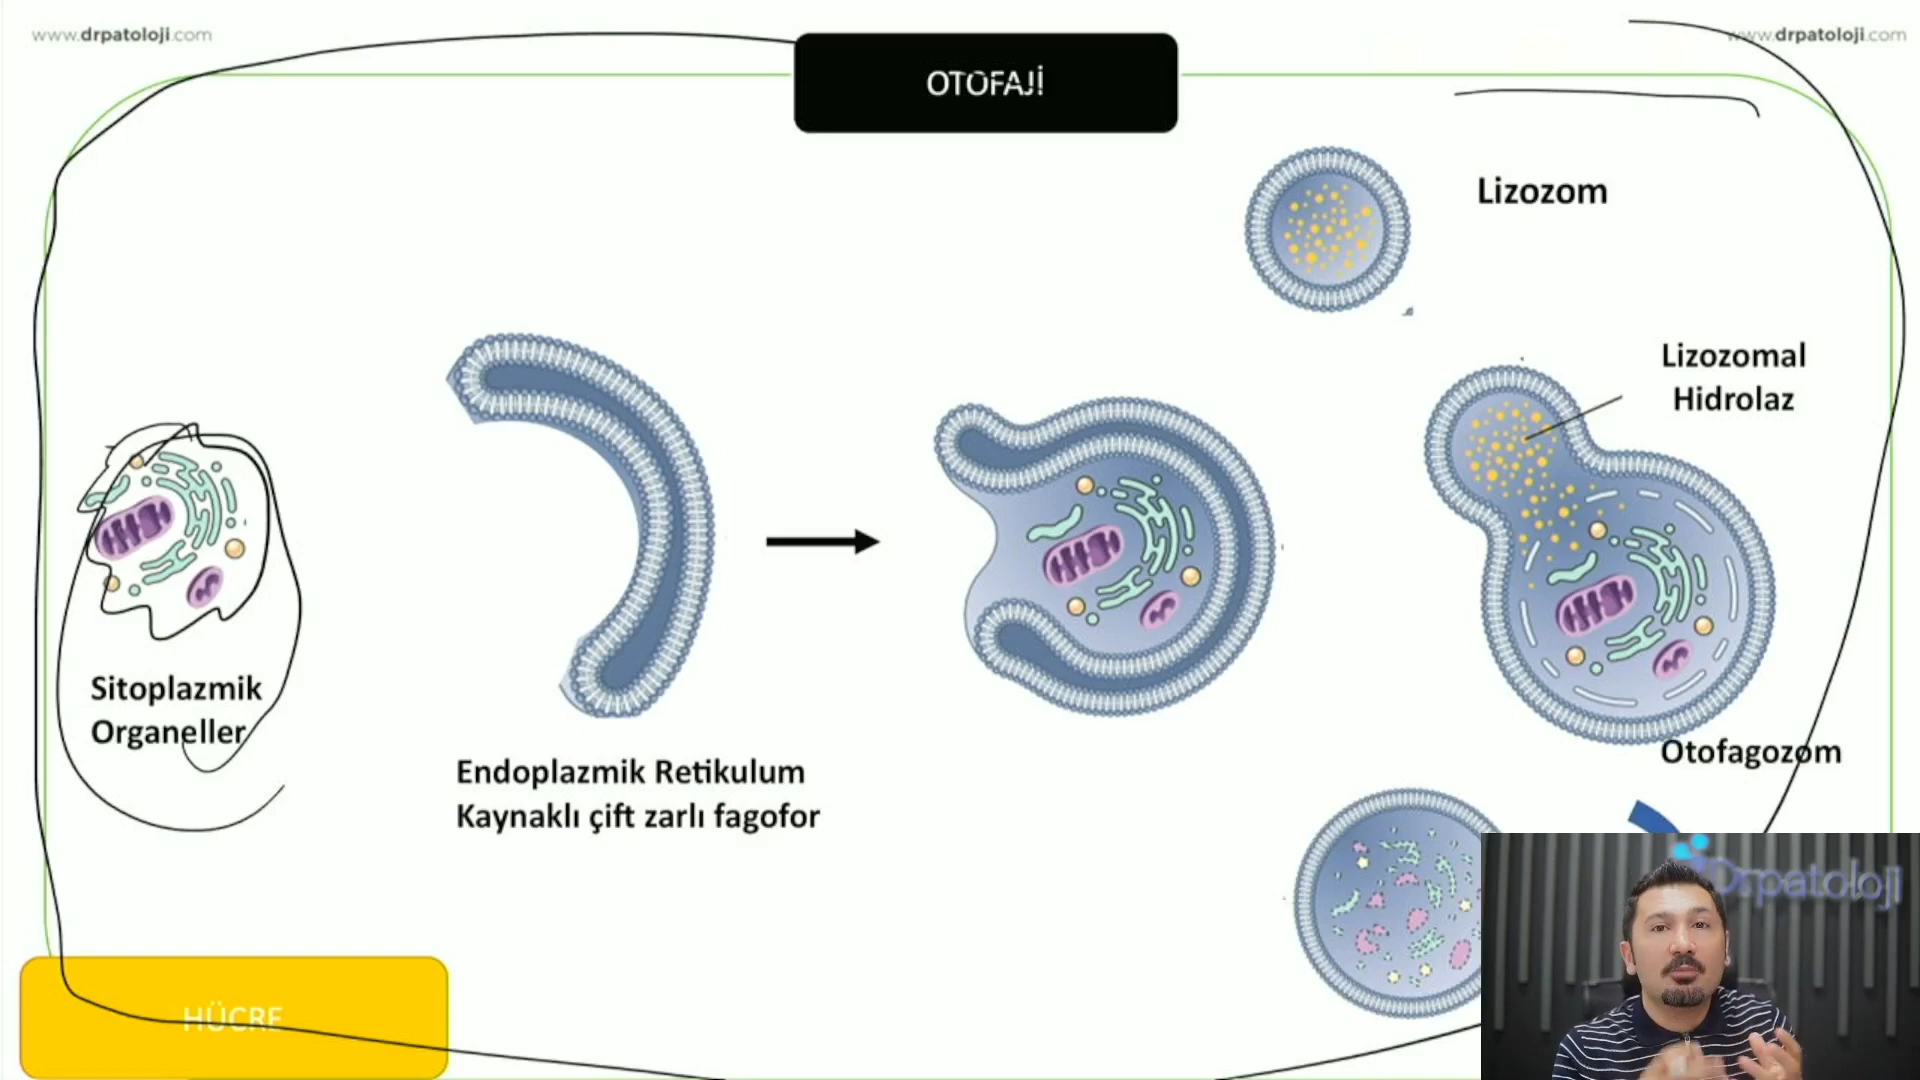 www.drpatoloji.com
www.drpatoloji.com
OTOFAJİ
Lizozom
Lizozomal
Hidrolaz
Sitoplazmik
Organeller
Endoplazmik Retikulum
Kaynaklı çift zarlı fagofor
Otofagozom
Drpatoloji
HÜCRE